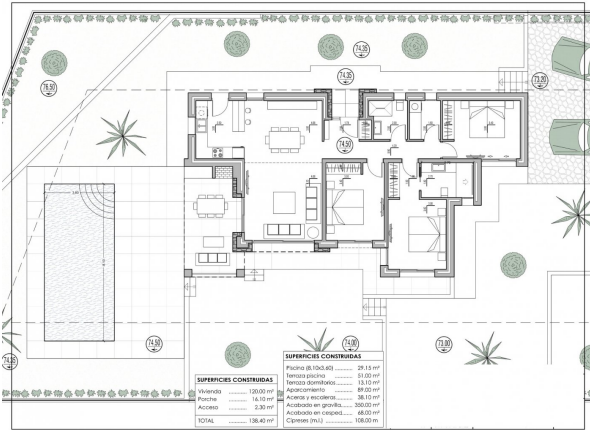 74.35
74.35
76.50
73.20
74.50
74.50
74.00
73.00
74.35
SUPERFICIES CONSTRUIDAS
Vivienda ........... 120.00 m²
Porche ........... 16.10 m²
Acceso ........... 2.30 m²
TOTAL ........... 138.40 m²
SUPERFICIES CONSTRUIDAS
Piscina (8.10x3.60) ........ 29.15 m²
Terraza piscina ........ 51.00 m²
Terraza dormitorios ........ 13.10 m²
Aparcamiento ........ 89.00 m²
Aceras y escaleras ........ 38.10 m²
Acabado en gravilla..... 350.00 m²
Acabado en cesped...... 68.00 m²
Cipreses (m.l.) ........ 108.00 m